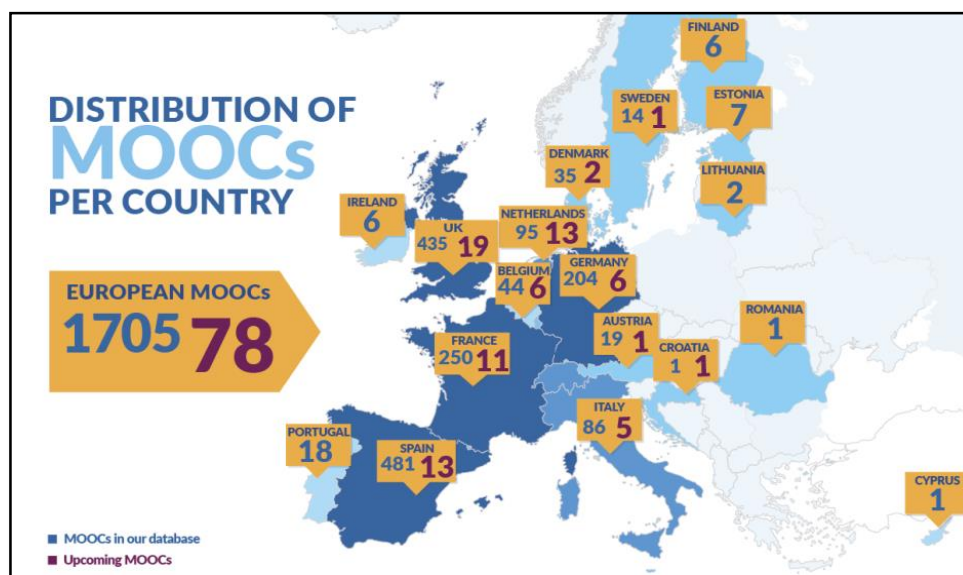 DISTRIBUTION OF
MOOCs
PER COUNTRY
EUROPEAN MOOCs
1705 78
FINLAND
6
SWEDEN
14 1
ESTONIA
7
DENMARK
35 2
LITHUANIA
2
IRELAND
6
UK
435 19
NETHERLANDS
95 13
BELGIUM
44 6
GERMANY
204 6
FRANCE
250 11
AUSTRIA
19 1
CROATIA
1 1
ROMANIA
1
ITALY
86 5
PORTUGAL
18
SPAIN
481 13
CYPRUS
1
MOOCs in our database
Upcoming MOOCs